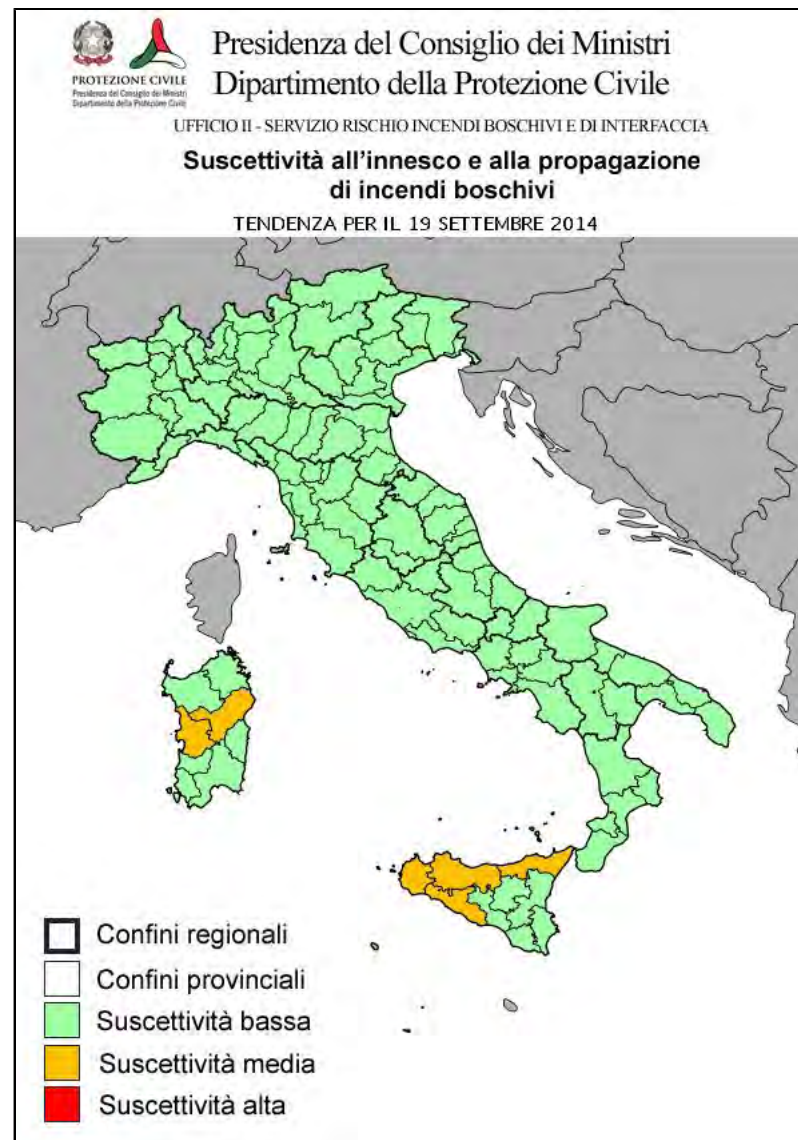 Presidenza del Consiglio dei Ministri
Dipartimento della Protezione Civile
PROTEZIONE CIVILE
Presidenza del Consiglio dei Ministri
Dipartimento della Protezione Civile
UFFICIO II - SERVIZIO RISCHIO INCENDI BOSCHIVI E DI INTERFACCIA
Suscettività all'innesco e alla propagazione
di incendi boschivi
TENDENZA PER IL 19 SETTEMBRE 2014
Confini regionali
Confini provinciali
Suscettività bassa
Suscettività media
Suscettività alta